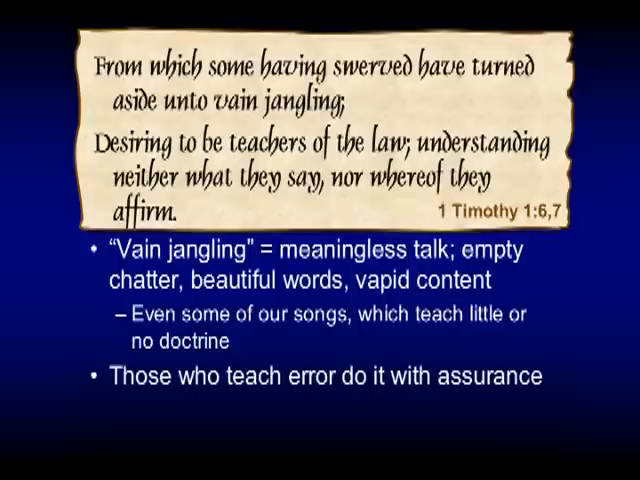 From which some having swerved have turned
aside unto vain jangling;
Desiring to be teachers of the law; understanding
neither what they say, nor whereof they
affirm.
1 Timothy 1:6,7
• “Vain jangling” = meaningless talk; empty
chatter, beautiful words, vapid content
– Even some of our songs, which teach little or
no doctrine
• Those who teach error do it with assurance